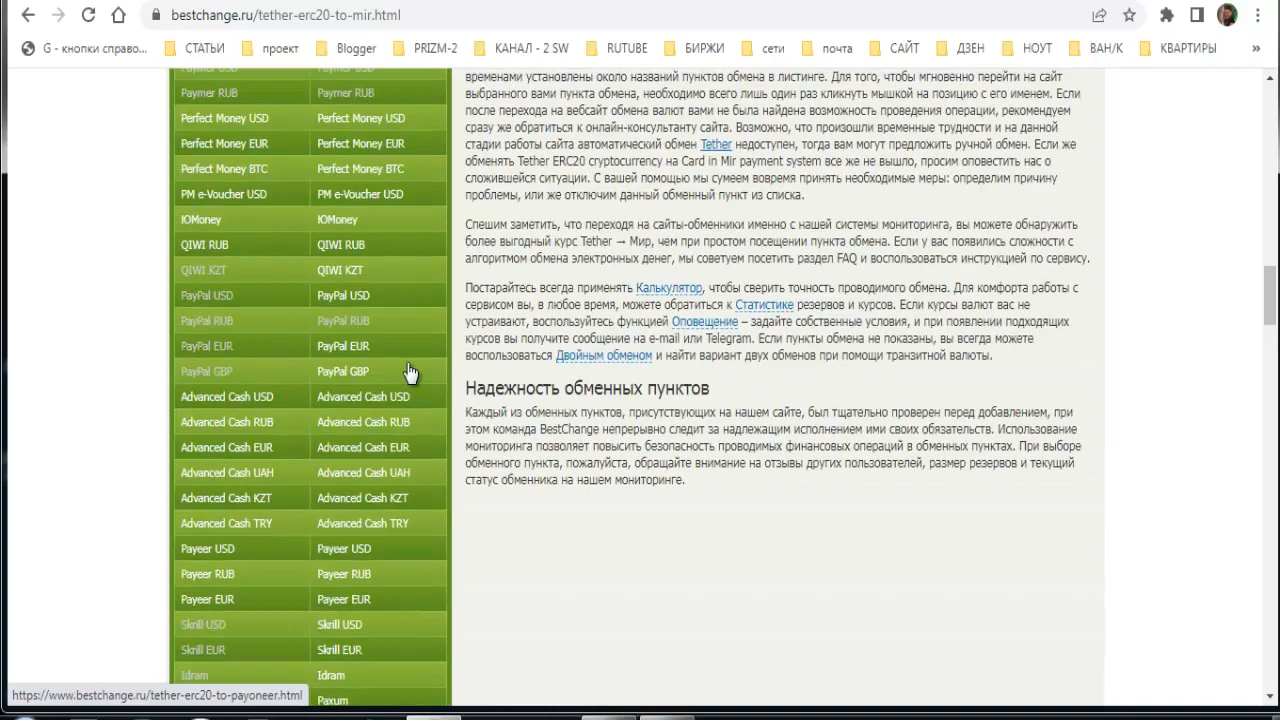 bestchange.ru/tether-erc20-to-mir.html
G - кнопки справо...
СТАТЬИ
проект
Blogger
PRIZM-2
КАНАЛ - 2 SW
RUTUBE
БИРЖИ
сети
почта
САЙТ
ДЗЕН
НОУТ
ВАН/К
КВАРТИРЫ
»
Paymer USD Paymer USD
Paymer RUB Paymer RUB
Perfect Money USD Perfect Money USD
Perfect Money EUR Perfect Money EUR
Perfect Money BTC Perfect Money BTC
PM e-Voucher USD PM e-Voucher USD
ЮMoney ЮMoney
QIWI RUB QIWI RUB
QIWI KZT QIWI KZT
PayPal USD PayPal USD
PayPal RUB PayPal RUB
PayPal EUR PayPal EUR
PayPal GBP PayPal GBP
Advanced Cash USD Advanced Cash USD
Advanced Cash RUB Advanced Cash RUB
Advanced Cash EUR Advanced Cash EUR
Advanced Cash UAH Advanced Cash UAH
Advanced Cash KZT Advanced Cash KZT
Advanced Cash TRY Advanced Cash TRY
Payeer USD Payeer USD
Payeer RUB Payeer RUB
Payeer EUR Payeer EUR
Skrill USD Skrill USD
Skrill EUR Skrill EUR
Idram Idram
Paxum
временами установлены около названий пунктов обмена в листинге. Для того, чтобы мгновенно перейти на сайт
выбранного вами пункта обмена, необходимо всего лишь один раз кликнуть мышкой на позицию с его именем. Если
после перехода на вебсайт обмена валют вами не была найдена возможность проведения операции, рекомендуем
сразу же обратиться к онлайн-консультанту сайта. Возможно, что произошли временные трудности и на данной
стадии работы сайта автоматический обмен Tether недоступен, тогда вам могут предложить ручной обмен. Если же
обменять Tether ERC20 cryptocurrency на Card in Mir payment system все же не вышло, просим оповестить нас о
сложившейся ситуации. С вашей помощью мы сумеем вовремя принять необходимые меры: определим причину
проблемы, или же отключим данный обменный пункт из списка.
Спешим заметить, что переходя на сайты-обменники именно с нашей системы мониторинга, вы можете обнаружить
более выгодный курс Tether → Мир, чем при простом посещении пункта обмена. Если у вас появились сложности с
алгоритмом обмена электронных денег, мы советуем посетить раздел FAQ и воспользоваться инструкцией по сервису.
Постарайтесь всегда применять Калькулятор, чтобы сверить точность проводимого обмена. Для комфорта работы с
сервисом вы, в любое время, можете обратиться к Статистике резервов и курсов. Если курсы валют вас не
устраивают, воспользуйтесь функцией Оповещение – задайте собственные условия, и при появлении подходящих
курсов вы получите сообщение на e-mail или Telegram. Если пункты обмена не показаны, вы всегда можете
воспользоваться Двойным обменом и найти вариант двух обменов при помощи транзитной валюты.
Надежность обменных пунктов
Каждый из обменных пунктов, присутствующих на нашем сайте, был тщательно проверен перед добавлением, при
этом команда BestChange непрерывно следит за надлежащим исполнением ими своих обязательств. Использование
мониторинга позволяет повысить безопасность проводимых финансовых операций в обменных пунктах. При выборе
обменного пункта, пожалуйста, обращайте внимание на отзывы других пользователей, размер резервов и текущий
статус обменника на нашем мониторинге.
https://www.bestchange.ru/tether-erc20-to-payoneer.html